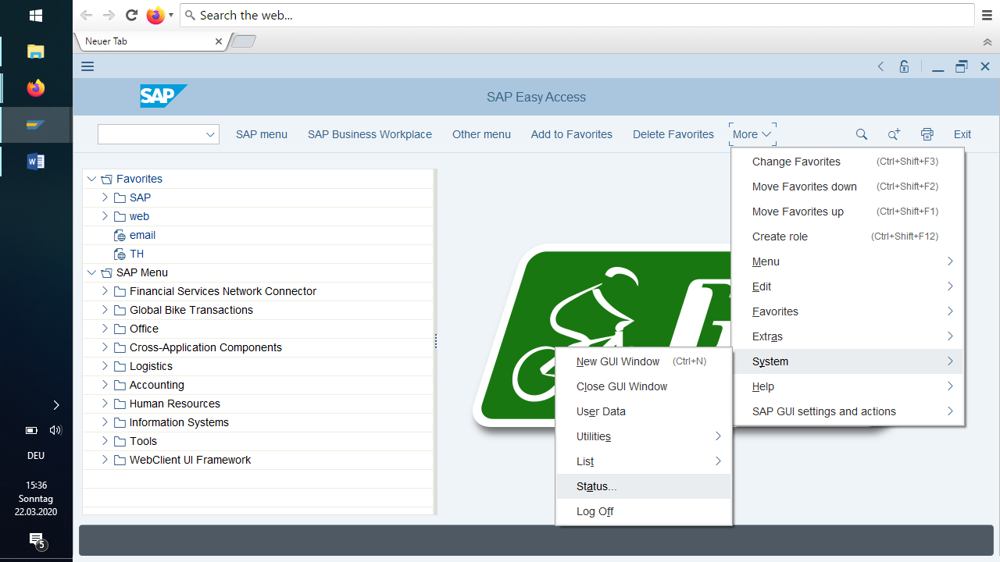 Search the web...
Neuer Tab
SAP
SAP Easy Access
SAP menu
SAP Business Workplace
Other menu
Add to Favorites
Delete Favorites
More
Exit
Favorites
SAP
web
email
TH
SAP Menu
Financial Services Network Connector
Global Bike Transactions
Office
Cross-Application Components
Logistics
Accounting
Human Resources
Information Systems
Tools
WebClient UI Framework
Change Favorites (Ctrl+Shift+F3)
Move Favorites down (Ctrl+Shift+F2)
Move Favorites up (Ctrl+Shift+F1)
Create role (Ctrl+Shift+F12)
Menu
Edit
Favorites
Extras
System
Help
SAP GUI settings and actions
New GUI Window (Ctrl+N)
Close GUI Window
User Data
Utilities
List
Status...
Log Off
DEU
15:36
Sonntag
22.03.2020
5